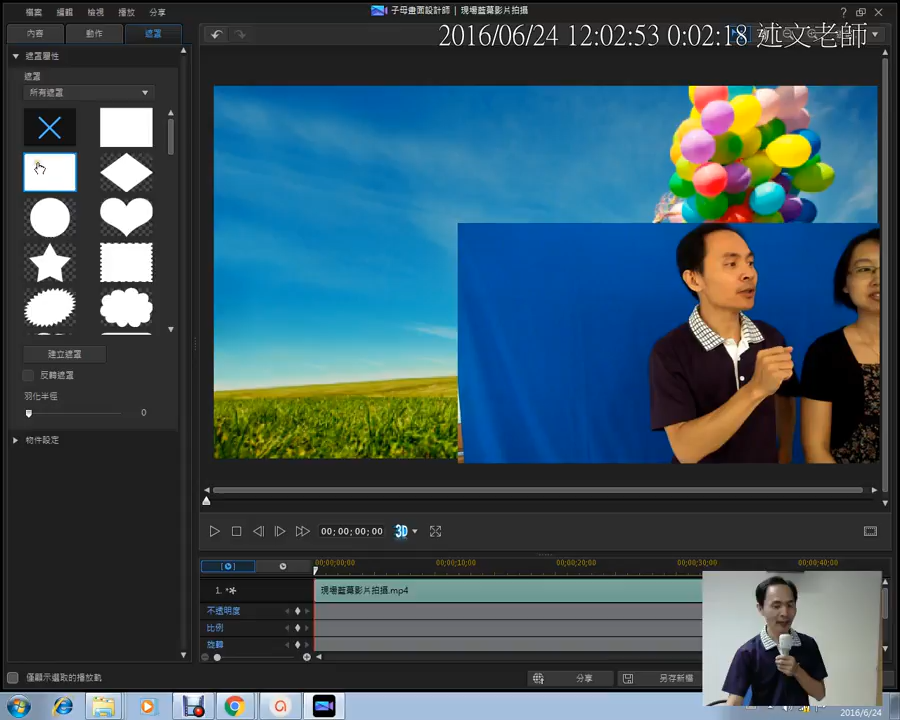 檔案 編輯 檢視 播放 分享
子母畫面設計師 | 現場藍幕影片拍攝
?
2016/06/24 12:02:53 0:02:18 述文老師
內容 動作 遮罩
遮罩屬性
遮罩
所有遮罩
建立遮罩
反轉遮罩
羽化半徑
0
物件設定
00;00;00;00
3D
00;00;00;00 00;00;10;00 00;00;20;00 00;00;30;00 00;00;40;00
1.
現場藍幕影片拍攝.mp4
不透明度
比例
旋轉
僅顯示選取的播放軌
分享
另存新檔
2016/6/24